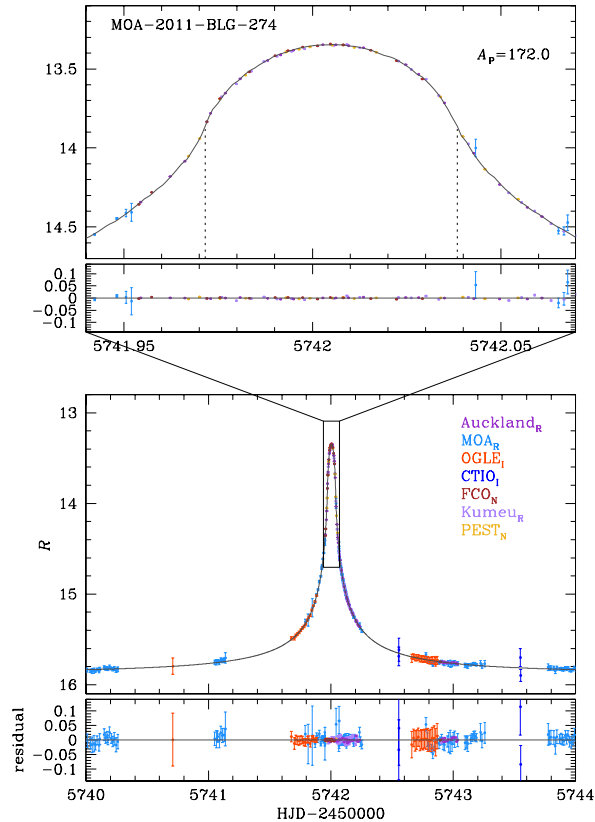 MOA-2011-BLG-274
A_P=172.0
13.5
14
14.5
0.1
0.05
0
-0.05
-0.1
5741.95 5742 5742.05
13
14
15
16
R
Auckland_R
MOA_R
OGLE_I
CTIO_I
FCO_N
Kumeu_R
PEST_N
0.1
0.05
0
-0.05
-0.1
residual
5740 5741 5742 5743 5744
HJD-2450000